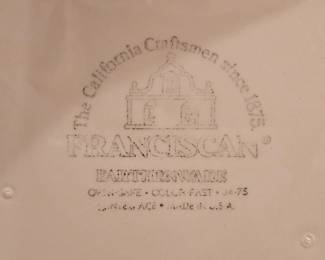 The California Craftsmen since 1875.
FRANCISCAN®
EARTHENWARE
OVEN-SAFE • COLOR-FAST •
MADE IN U.S.A.